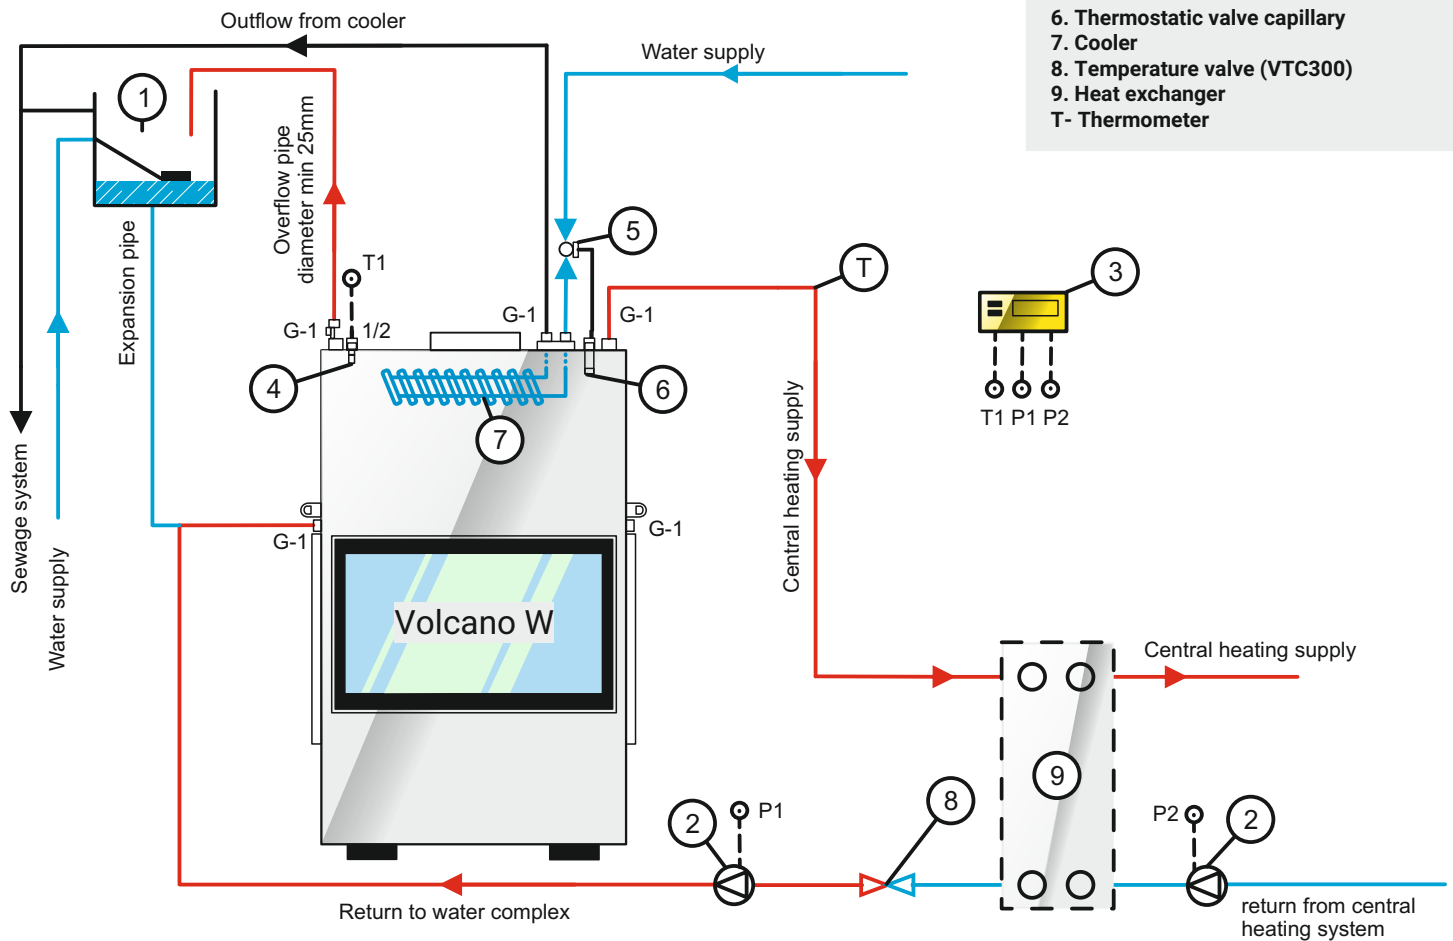 Outflow from cooler
Water supply
6. Thermostatic valve capillary
7. Cooler
8. Temperature valve (VTC300)
9. Heat exchanger
T- Thermometer
1
Overflow pipe
diameter min 25mm
Expansion pipe
5
T1
T
3
G-1
1/2
G-1
G-1
4
6
7
T1 P1 P2
Central heating supply
Sewage system
Water supply
G-1
G-1
Volcano W
Central heating supply
9
8
2
P1
P2
2
Return to water complex
return from central
heating system